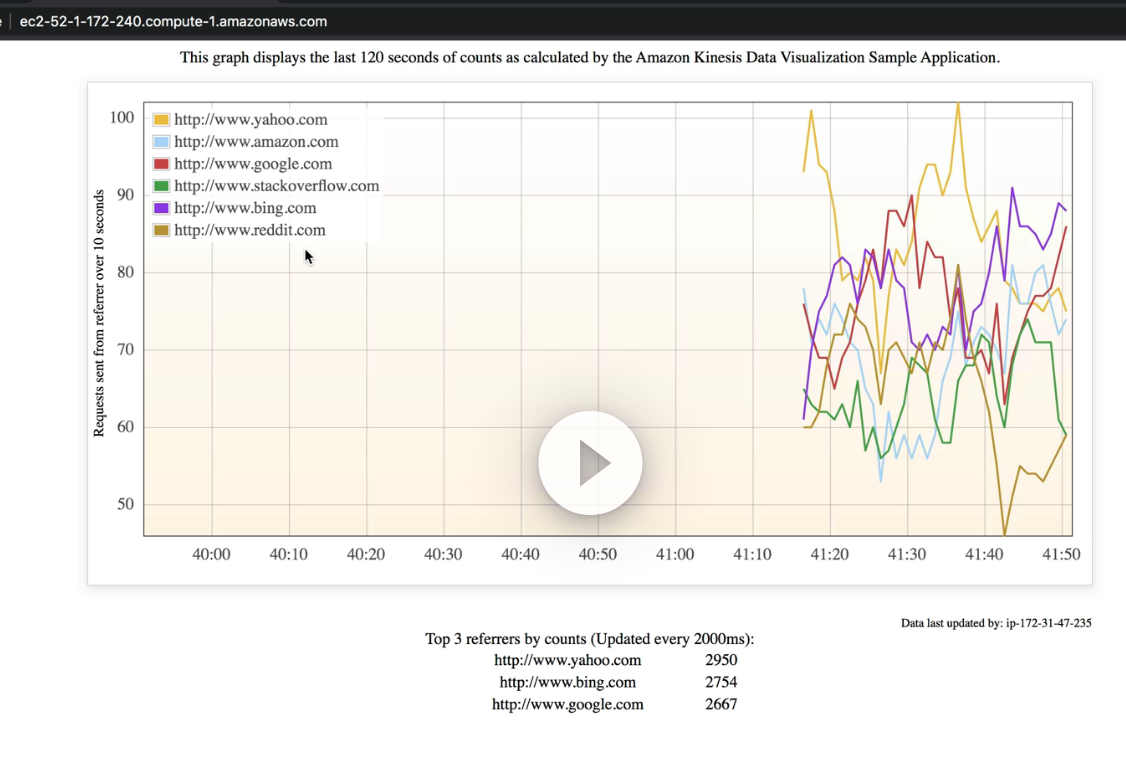 ec2-52-1-172-240.compute-1.amazonaws.com
This graph displays the last 120 seconds of counts as calculated by the Amazon Kinesis Data Visualization Sample Application.
Requests sent from referrer over 10 seconds
100
90
80
70
60
50
http://www.yahoo.com
http://www.amazon.com
http://www.google.com
http://www.stackoverflow.com
http://www.bing.com
http://www.reddit.com
40:00 40:10 40:20 40:30 40:40 40:50 41:00 41:10 41:20 41:30 41:40 41:50
Data last updated by: ip-172-31-47-235
Top 3 referrers by counts (Updated every 2000ms):
http://www.yahoo.com 2950
http://www.bing.com 2754
http://www.google.com 2667